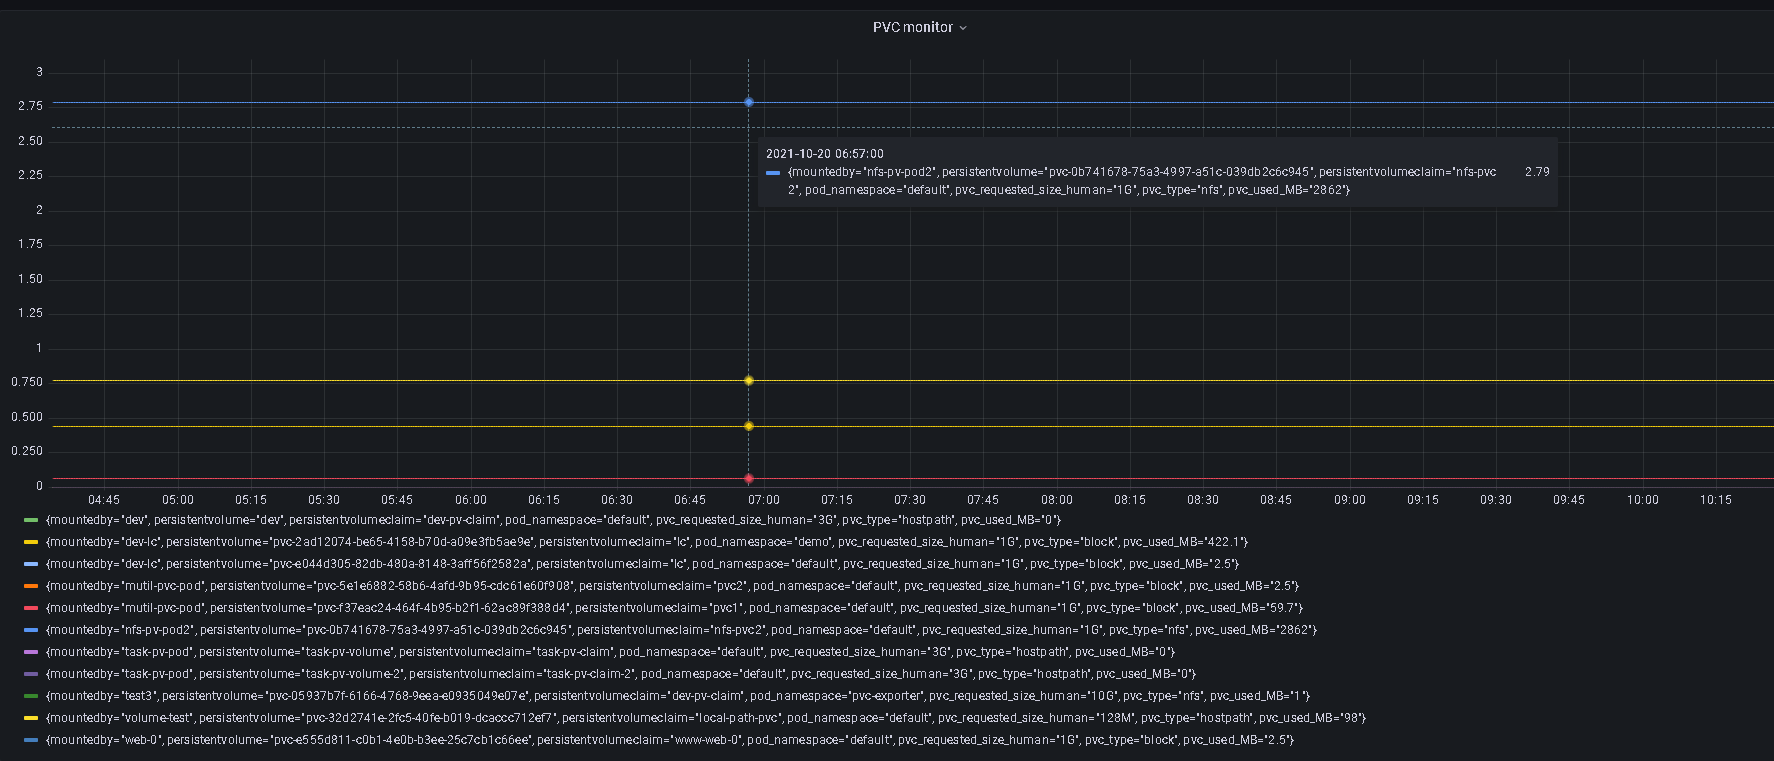 PVC monitor
3
2.75
2.50
2.25
2
1.75
1.50
1.25
1
0.750
0.500
0.250
0
2021-10-20 06:57:00
{mountedby="nfs-pv-pod2", persistentvolume="pvc-0b741678-75a3-4997-a51c-039db2c6c945", persistentvolumeclaim="nfs-pvc 2.79
2", pod_namespace="default", pvc_requested_size_human="1G", pvc_type="nfs", pvc_used_MB="2862"}
04:45 05:00 05:15 05:30 05:45 06:00 06:15 06:30 06:45 07:00 07:15 07:30 07:45 08:00 08:15 08:30 08:45 09:00 09:15 09:30 09:45 10:00 10:15
{mountedby="dev", persistentvolume="dev", persistentvolumeclaim="dev-pv-claim", pod_namespace="default", pvc_requested_size_human="3G", pvc_type="hostpath", pvc_used_MB="0"}
{mountedby="dev-lc", persistentvolume="pvc-2ad12074-be65-4158-b70d-a09e3fb5ae9e", persistentvolumeclaim="lc", pod_namespace="demo", pvc_requested_size_human="1G", pvc_type="block", pvc_used_MB="422.1"}
{mountedby="dev-lc", persistentvolume="pvc-e044d305-82db-480a-8148-3aff56f2582a", persistentvolumeclaim="lc", pod_namespace="default", pvc_requested_size_human="1G", pvc_type="block", pvc_used_MB="2.5"}
{mountedby="mutil-pvc-pod", persistentvolume="pvc-5e1e6882-58b6-4afd-9b95-cdc61e60f908", persistentvolumeclaim="pvc2", pod_namespace="default", pvc_requested_size_human="1G", pvc_type="block", pvc_used_MB="2.5"}
{mountedby="mutil-pvc-pod", persistentvolume="pvc-f37eac24-464f-4b95-b2f1-62ac89f388d4", persistentvolumeclaim="pvc1", pod_namespace="default", pvc_requested_size_human="1G", pvc_type="block", pvc_used_MB="59.7"}
{mountedby="nfs-pv-pod2", persistentvolume="pvc-0b741678-75a3-4997-a51c-039db2c6c945", persistentvolumeclaim="nfs-pvc2", pod_namespace="default", pvc_requested_size_human="1G", pvc_type="nfs", pvc_used_MB="2862"}
{mountedby="task-pv-pod", persistentvolume="task-pv-volume", persistentvolumeclaim="task-pv-claim", pod_namespace="default", pvc_requested_size_human="3G", pvc_type="hostpath", pvc_used_MB="0"}
{mountedby="task-pv-pod", persistentvolume="task-pv-volume-2", persistentvolumeclaim="task-pv-claim-2", pod_namespace="default", pvc_requested_size_human="3G", pvc_type="hostpath", pvc_used_MB="0"}
{mountedby="test3", persistentvolume="pvc-05937b7f-6166-4768-9eea-e0935049e07e", persistentvolumeclaim="dev-pv-claim", pod_namespace="pvc-exporter", pvc_requested_size_human="10G", pvc_type="nfs", pvc_used_MB="1"}
{mountedby="volume-test", persistentvolume="pvc-32d2741e-2fc5-40fe-b019-dcaccc712ef7", persistentvolumeclaim="local-path-pvc", pod_namespace="default", pvc_requested_size_human="128M", pvc_type="hostpath", pvc_used_MB="98"}
{mountedby="web-0", persistentvolume="pvc-e555d811-c0b1-4e0b-b3ee-25c7cb1c66ee", persistentvolumeclaim="www-web-0", pod_namespace="default", pvc_requested_size_human="1G", pvc_type="block", pvc_used_MB="2.5"}